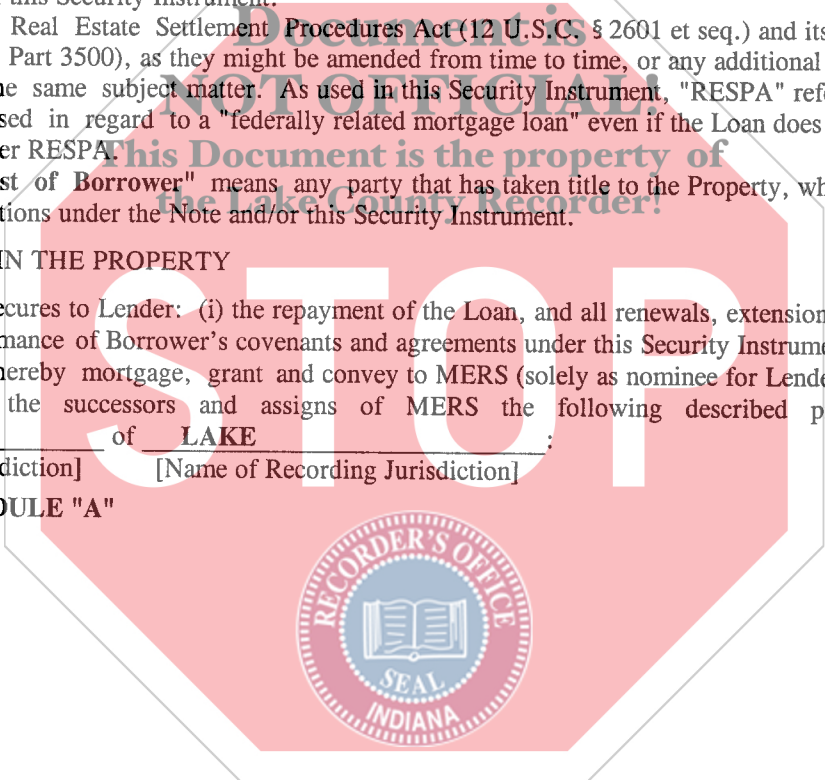 this Security Instrument.
Real Estate Settlement Procedures Act (12 U.S.C. § 2601 et seq.) and its
Part 3500), as they might be amended from time to time, or any additional
e same subject matter. As used in this Security Instrument, "RESPA" refe
sed in regard to a "federally related mortgage loan" even if the Loan does
er RESPA.
st of Borrower" means any party that has taken title to the Property, wh
tions under the Note and/or this Security Instrument.
Document is
NOT OFFICIAL!
This Document is the property of
the Lake County Recorder!
IN THE PROPERTY
ecures to Lender: (i) the repayment of the Loan, and all renewals, extension
mance of Borrower's covenants and agreements under this Security Instrume
hereby mortgage, grant and convey to MERS (solely as nominee for Lende
the successors and assigns of MERS the following described p
of LAKE :
diction] [Name of Recording Jurisdiction]
DULE "A"
STOP
RECORDER'S OFFICE
SEAL
INDIANA